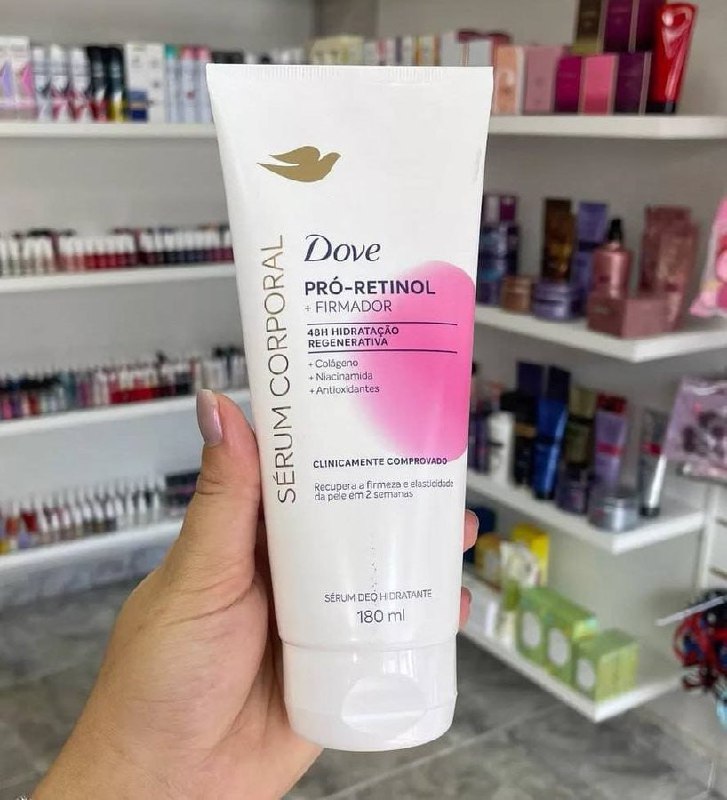 SÉRUM CORPORAL
Dove
PRÓ-RETINOL
+ FIRMADOR
48H HIDRATAÇÃO
REGENERATIVA
+ Colágeno
+ Niacinamida
+ Antioxidantes
CLINICAMENTE COMPROVADO
Recupera a firmeza e elasticidade
da pele em 2 semanas
SÉRUM DEO HIDRATANTE
180 ml